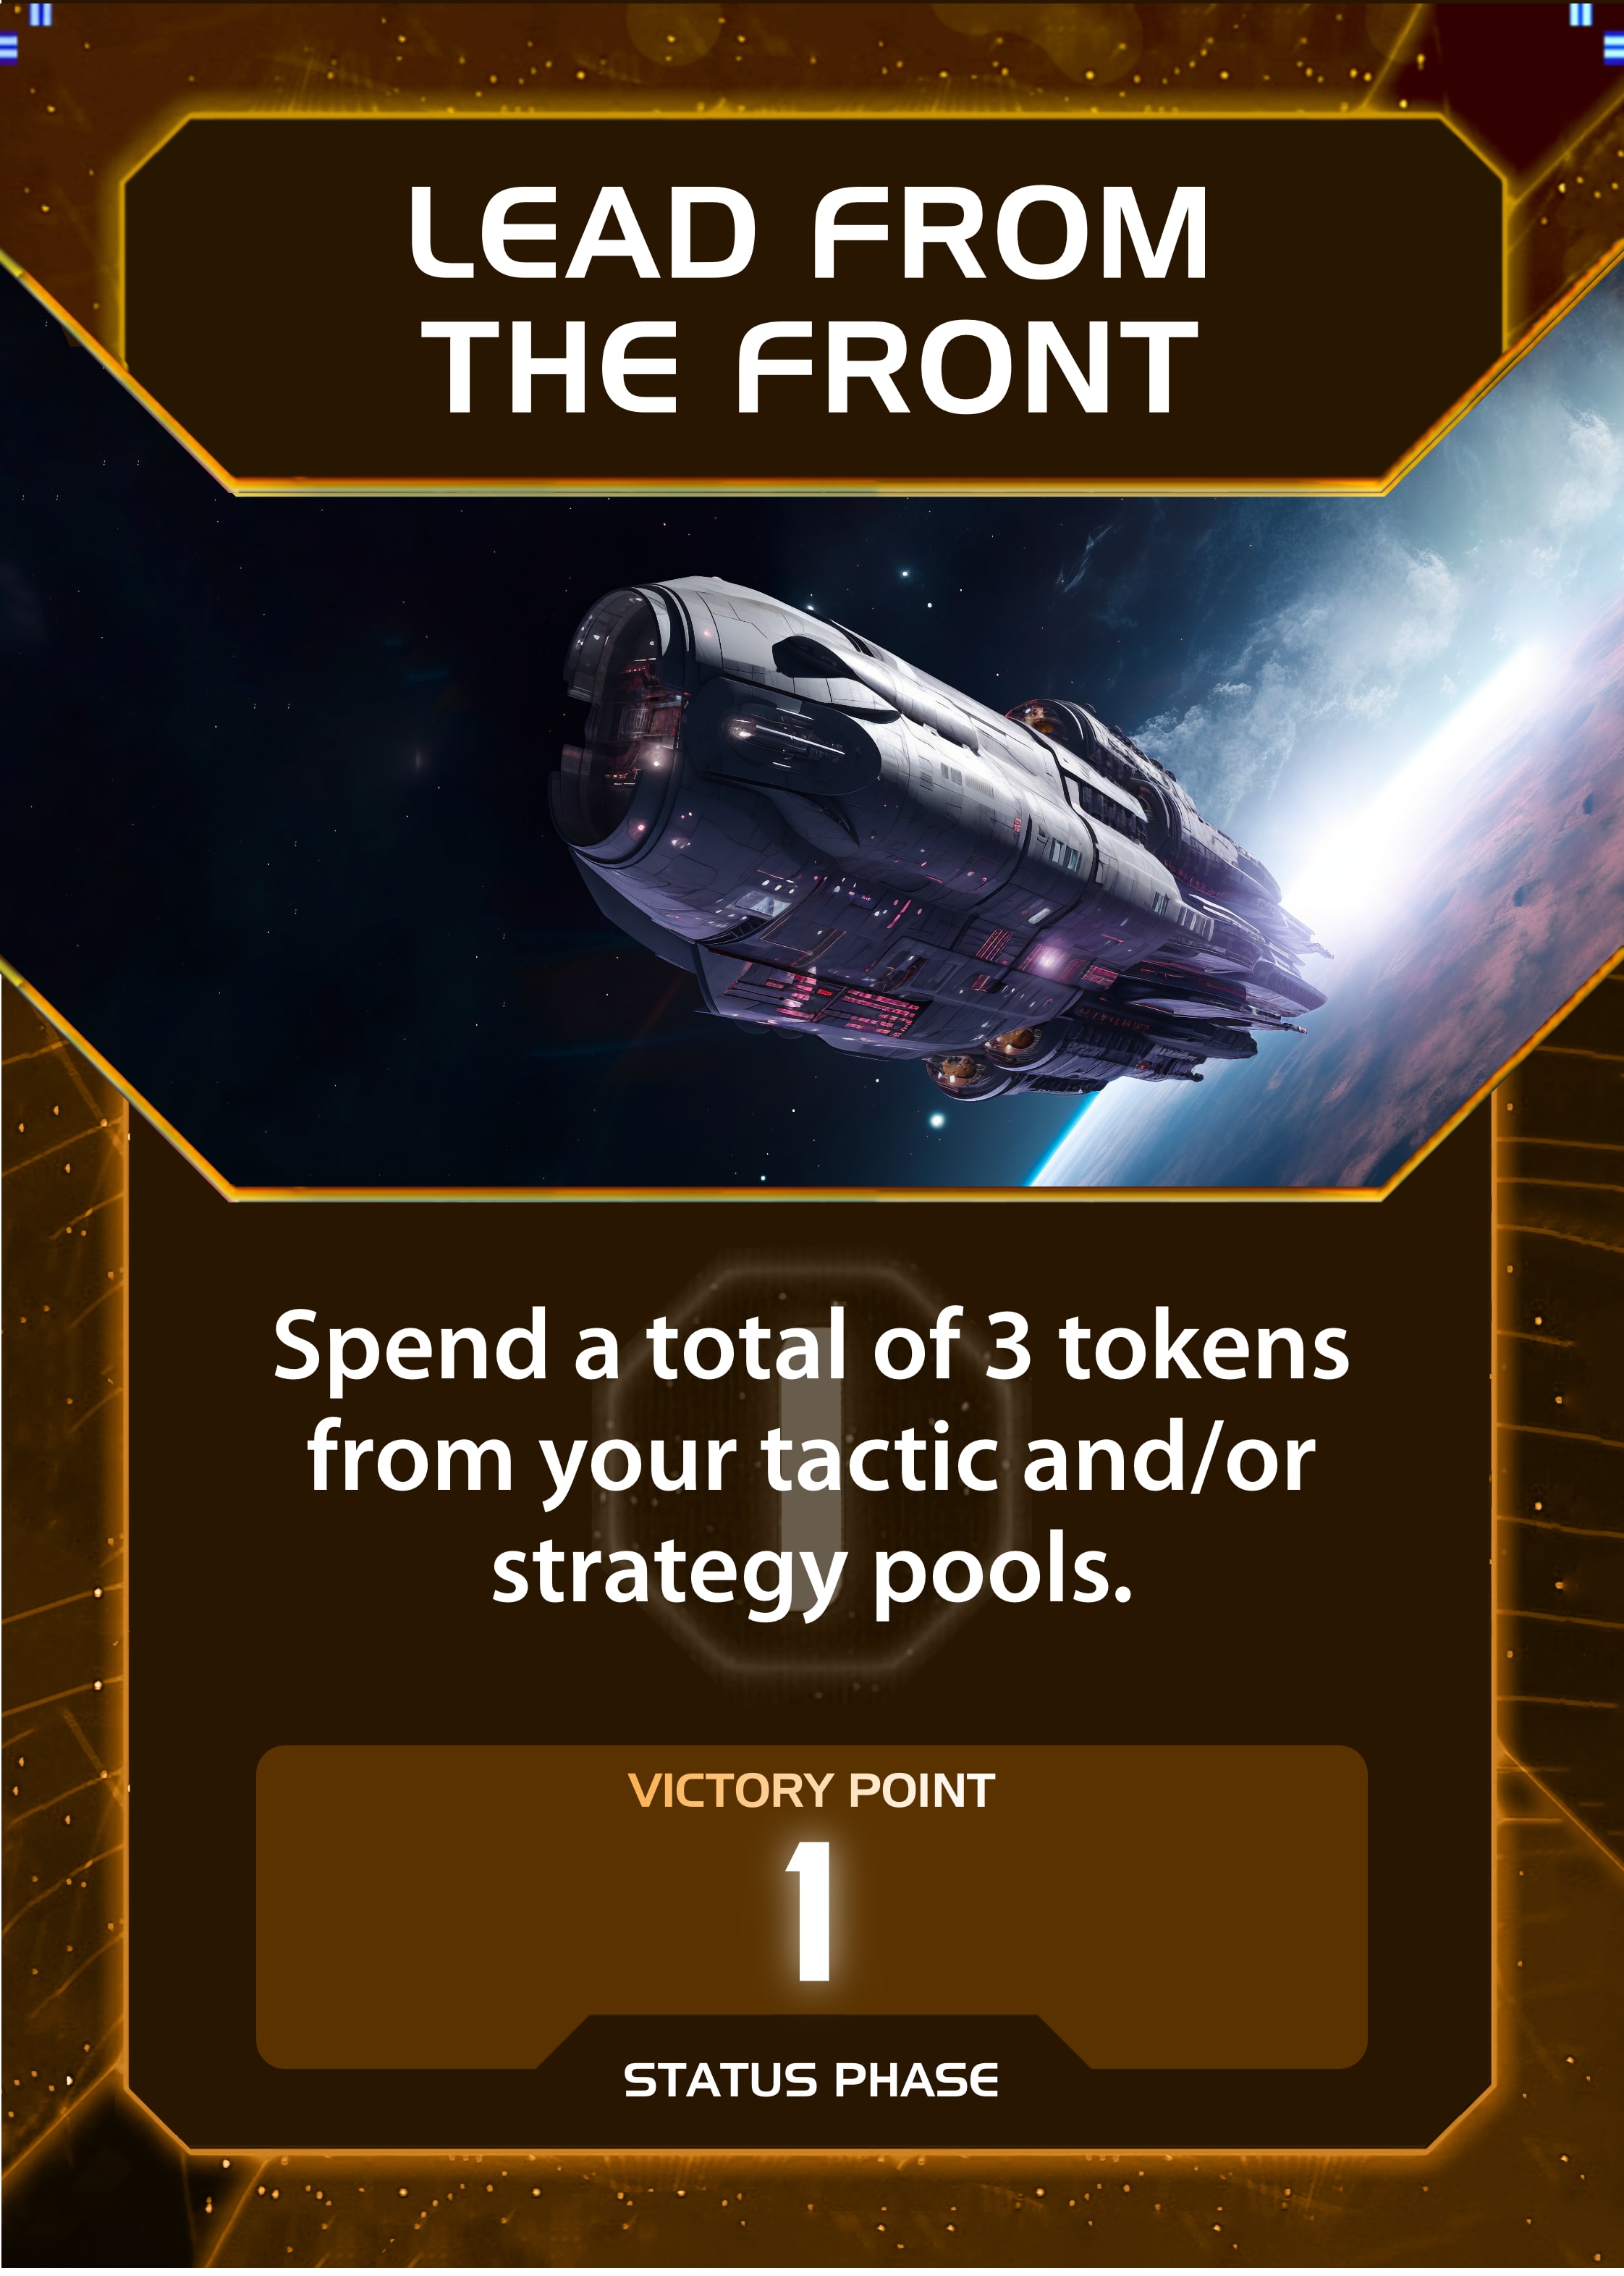 LEAD FROM
THE FRONT
Spend a total of 3 tokens
from your tactic and/or
strategy pools.
VICTORY POINT
1
STATUS PHASE